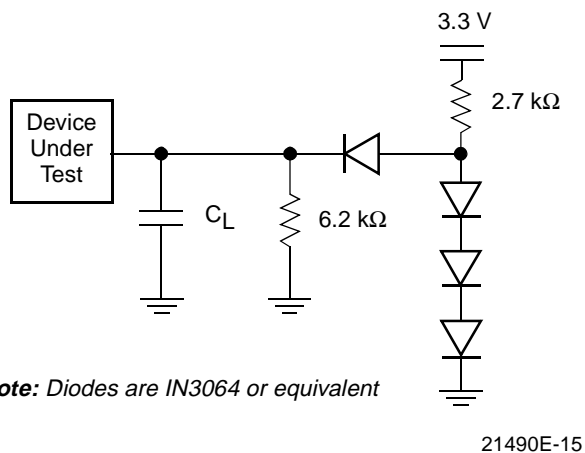 3.3 V
2.7 kΩ
Device
Under
Test
CL
6.2 kΩ
ote: Diodes are IN3064 or equivalent
21490E-15